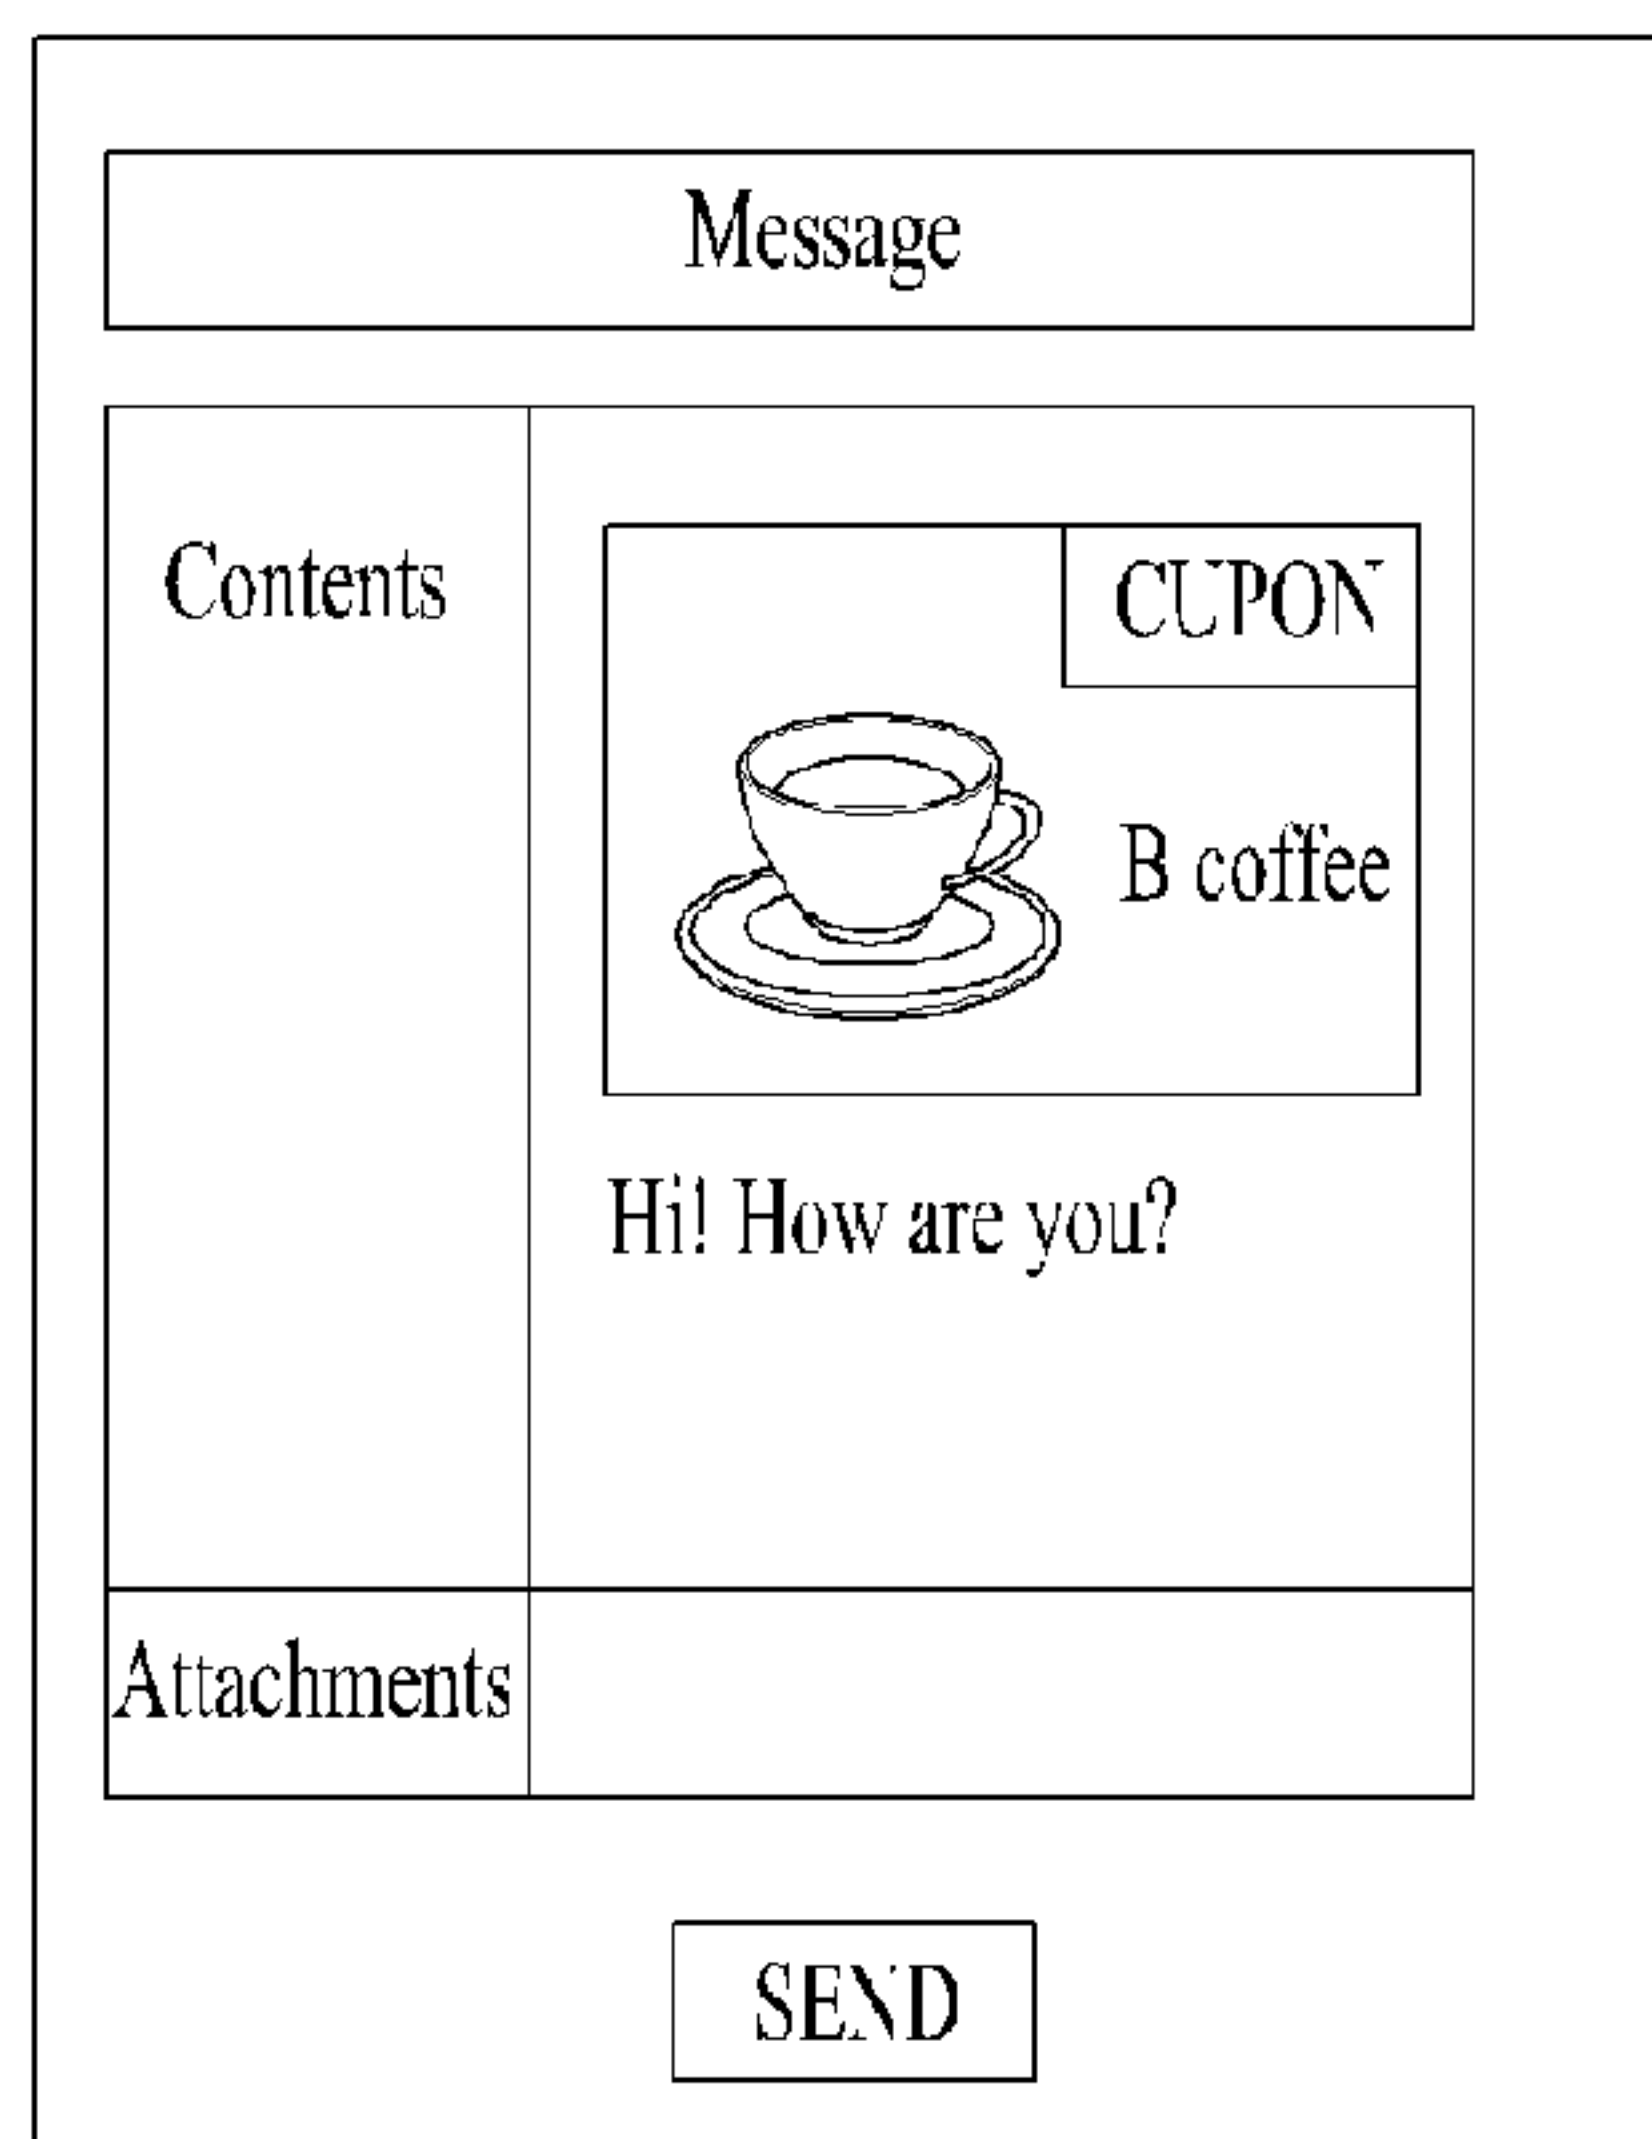 Message
Contents
CUPON
B coffee
Hi! How are you?
Attachments
SEND